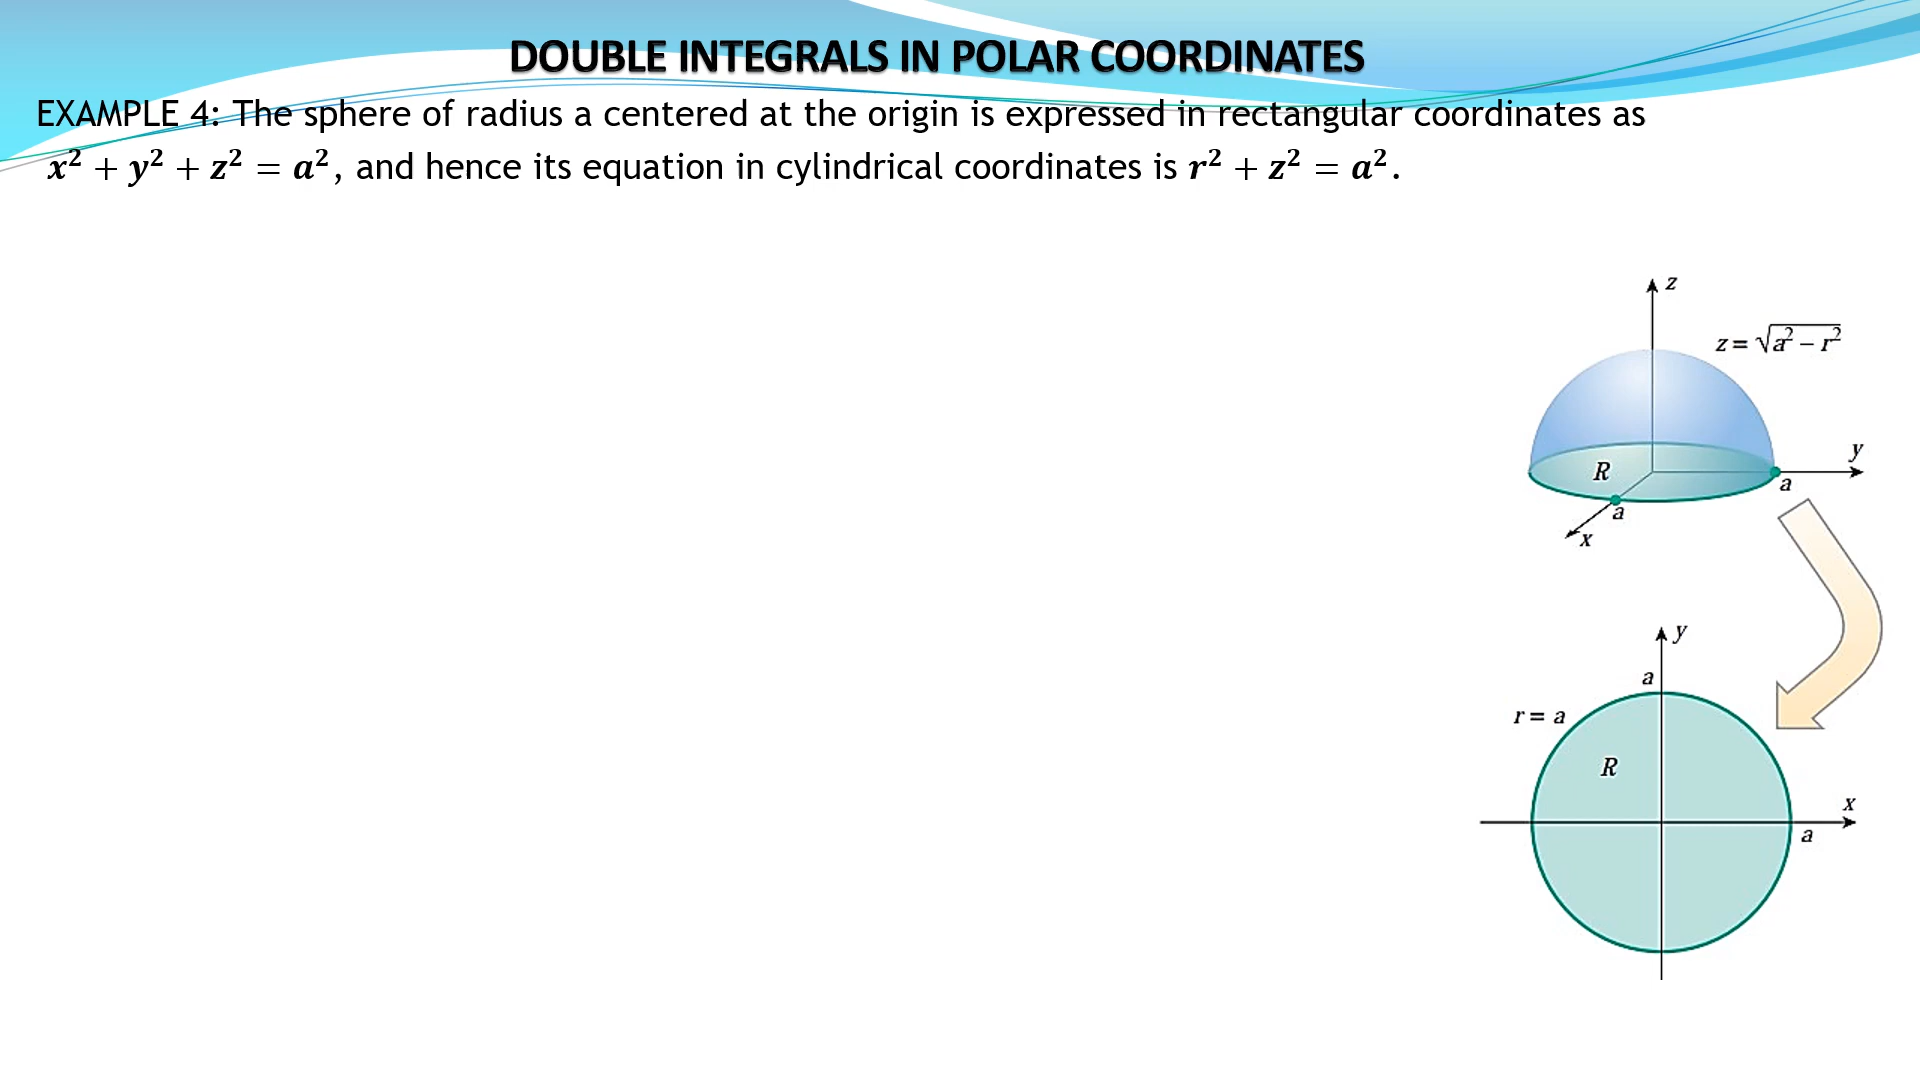 DOUBLE INTEGRALS IN POLAR COORDINATES
EXAMPLE 4: The sphere of radius a centered at the origin is expressed in rectangular coordinates as
x² + y² + z² = a², and hence its equation in cylindrical coordinates is r² + z² = a².
z
z = √a² − r²
y
R
a
a
x
y
a
r = a
R
x
a